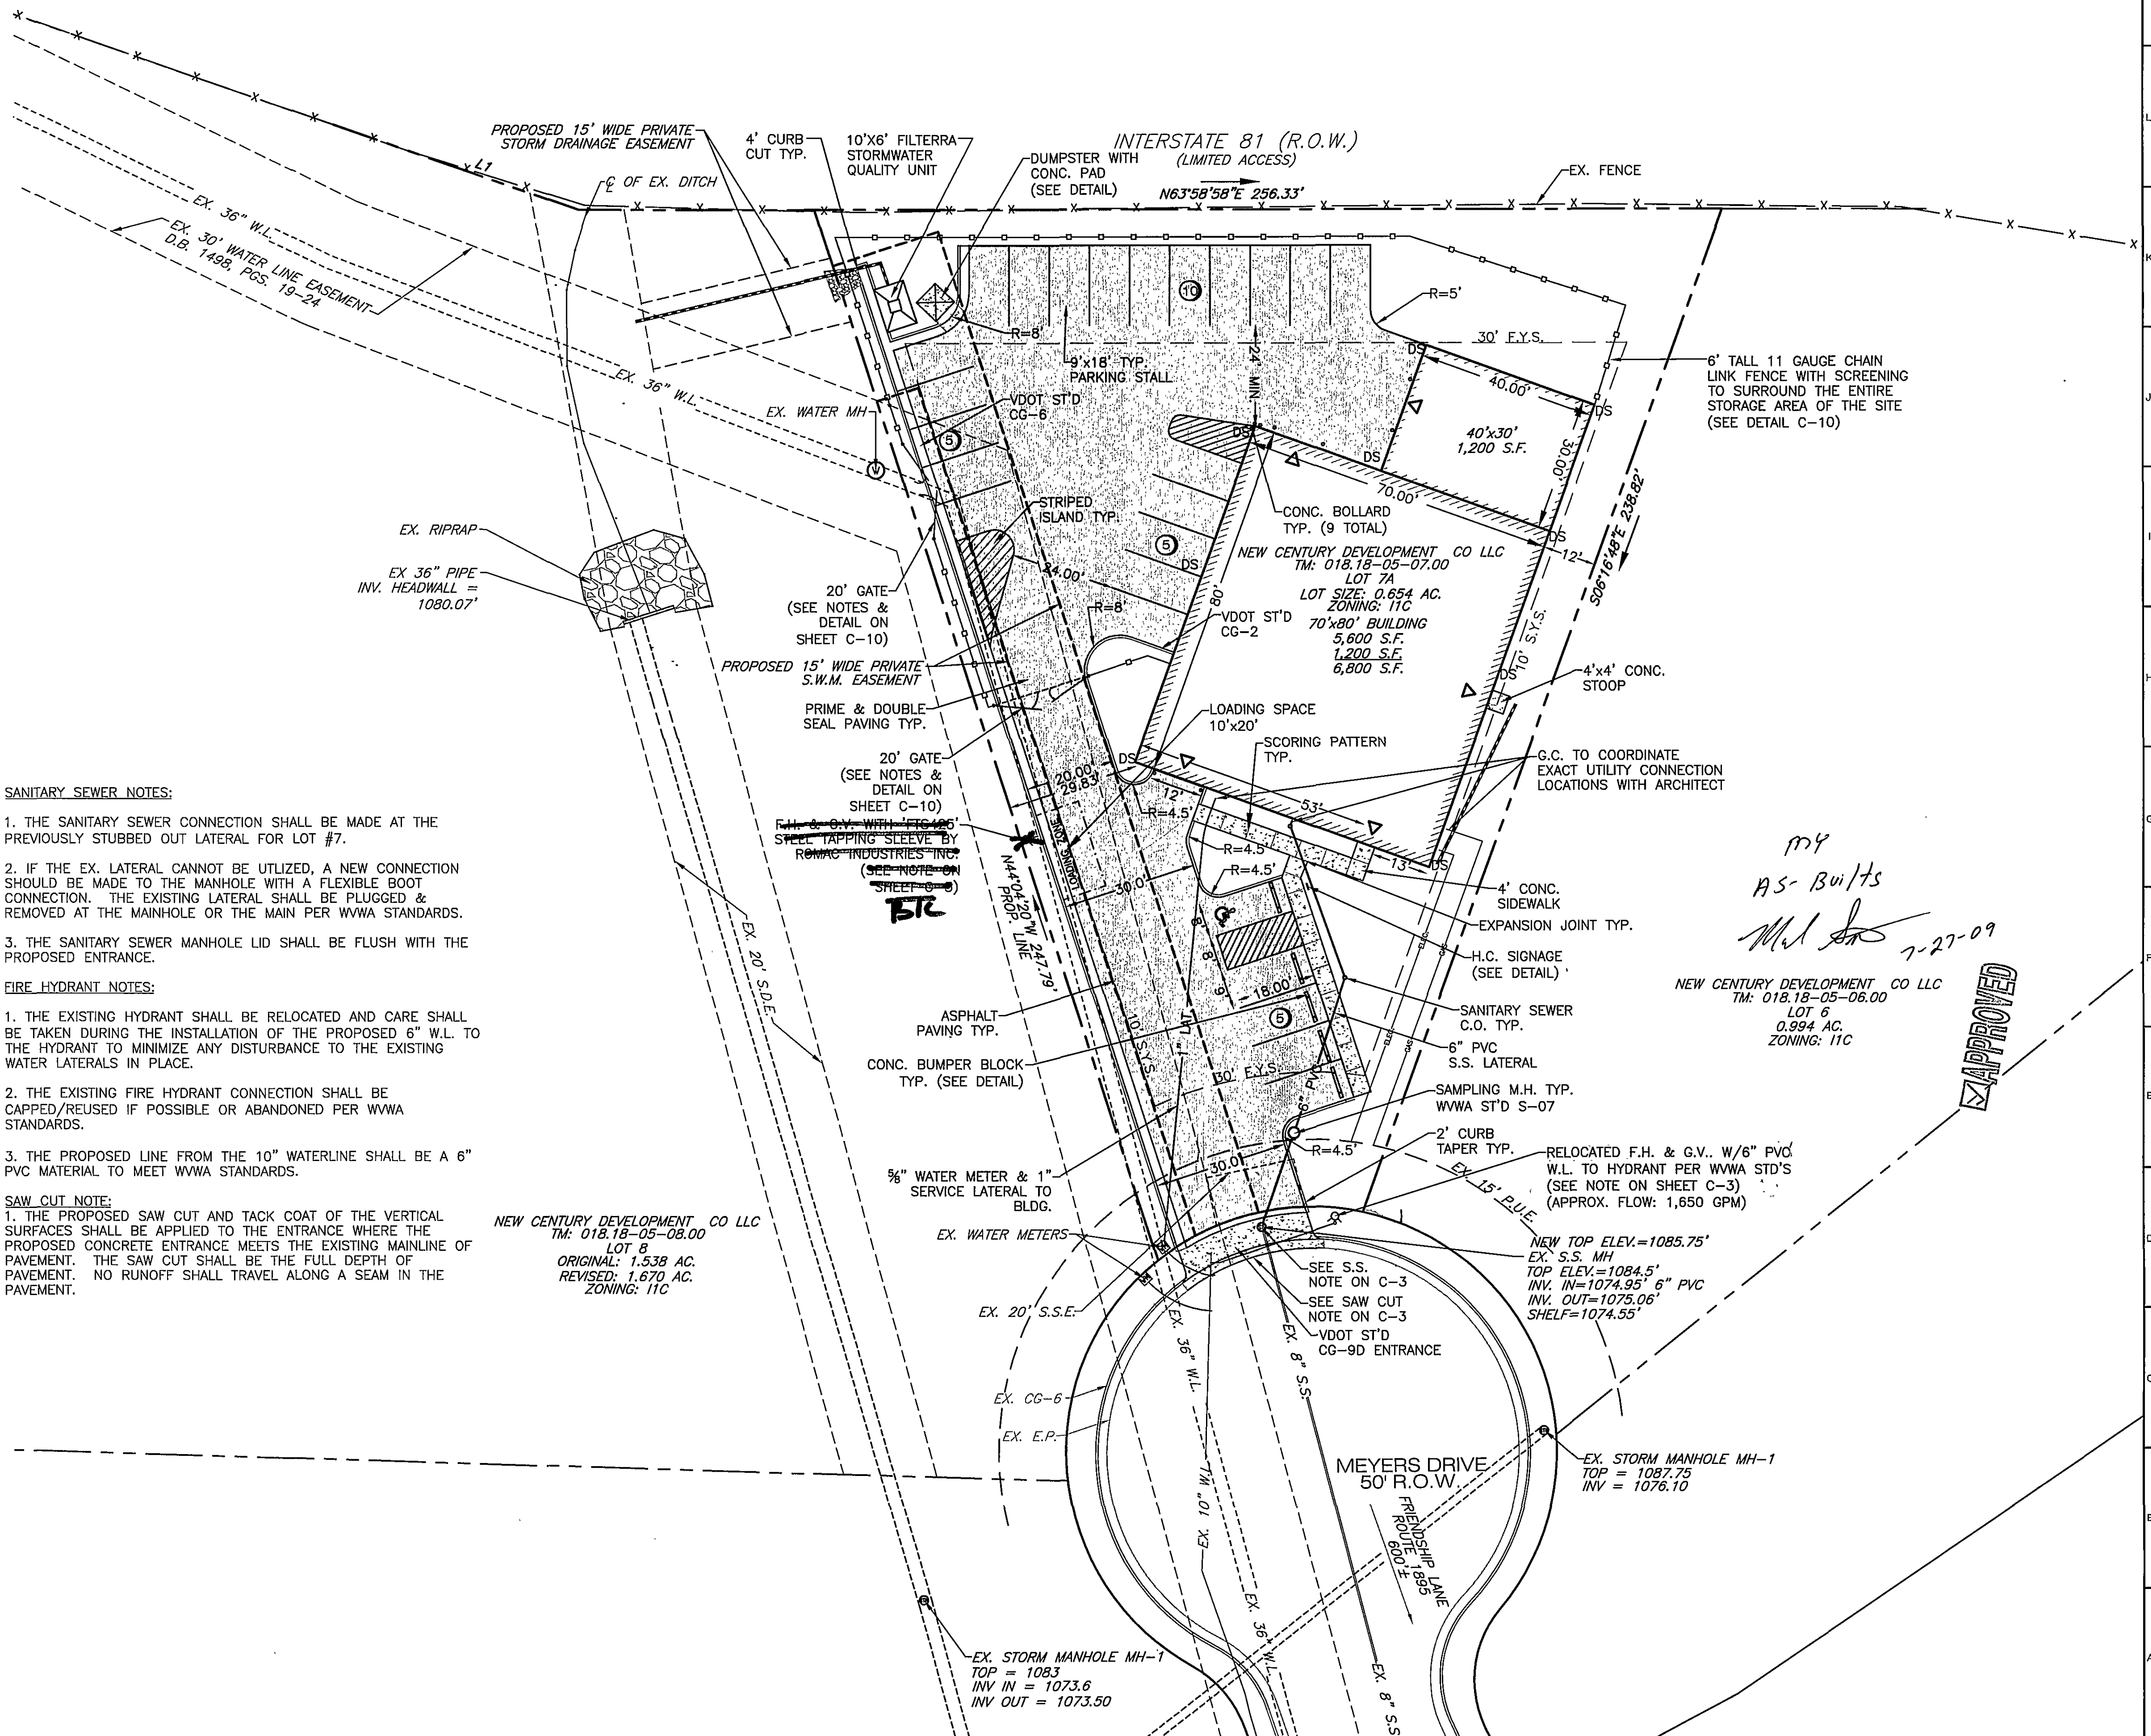 PROPOSED 15' WIDE PRIVATE
STORM DRAINAGE EASEMENT
4' CURB
CUT TYP.
10'X6' FILTERRA
STORMWATER
QUALITY UNIT
INTERSTATE 81 (R.O.W.)
(LIMITED ACCESS)
DUMPSTER WITH
CONC. PAD
(SEE DETAIL)
N63°58'58"E 256.33'
EX. FENCE
L1
℄ OF EX. DITCH
EX. 36" W.L.
EX. 30' WATER LINE EASEMENT
D.B. 1498, PGS. 19-24
EX. 36" W.L.
10
R=5'
R=8'
30' F.Y.S.
9'x18' TYP.
PARKING STALL
24' MIN
DS
40.00'
DS
6' TALL 11 GAUGE CHAIN
LINK FENCE WITH SCREENING
TO SURROUND THE ENTIRE
STORAGE AREA OF THE SITE
(SEE DETAIL C-10)
VDOT ST'D
CG-6
EX. WATER MH
W
5
DS
40'x30'
1,200 S.F.
30.00'
DS
70.00'
S06°16'48"E 238.82'
STRIPED
ISLAND TYP.
CONC. BOLLARD
TYP. (9 TOTAL)
DS
12'
EX. RIPRAP
EX 36" PIPE
INV. HEADWALL =
1080.07'
5
DS
24.00'
NEW CENTURY DEVELOPMENT CO LLC
TM: 018.18-05-07.00
LOT 7A
LOT SIZE: 0.654 AC.
ZONING: I1C
70'x80' BUILDING
5,600 S.F.
1,200 S.F.
6,800 S.F.
20' GATE
(SEE NOTES &
DETAIL ON
SHEET C-10)
R=8'
80'
VDOT ST'D
CG-2
10' S.Y.S.
PROPOSED 15' WIDE PRIVATE
S.W.M. EASEMENT
DS
4'x4' CONC.
STOOP
PRIME & DOUBLE
SEAL PAVING TYP.
LOADING SPACE
10'x20'
SCORING PATTERN
TYP.
20' GATE
(SEE NOTES &
DETAIL ON
SHEET C-10)
DS
20.00'
29.83'
12'
G.C. TO COORDINATE
EXACT UTILITY CONNECTION
LOCATIONS WITH ARCHITECT
R=4.5'
53'
F.H. & G.V. WITH 'FTS425'
STEEL TAPPING SLEEVE BY
ROMAC INDUSTRIES INC.
(SEE NOTE ON
SHEET C-3)
LOADING ZONE
R=4.5'
13'
DS
R=4.5'
N44°04'20"W 247.79'
PROP. LINE
30.0'
4' CONC.
SIDEWALK
EXPANSION JOINT TYP.
H.C. SIGNAGE
(SEE DETAIL)
8'
8'
9'
18.00'
5
ELEC
GAS
ELEC
GAS
SANITARY SEWER
C.O. TYP.
6" PVC
S.S. LATERAL
ASPHALT
PAVING TYP.
10' S.Y.S.
1" LAT.
CONC. BUMPER BLOCK
TYP. (SEE DETAIL)
30' F.Y.S.
6" PVC
SAMPLING M.H. TYP.
WVWA ST'D S-07
2' CURB
TAPER TYP.
R=4.5'
30.0'
⅝" WATER METER & 1"
SERVICE LATERAL TO
BLDG.
RELOCATED F.H. & G.V.. W/6" PVC
W.L. TO HYDRANT PER WVWA STD'S
(SEE NOTE ON SHEET C-3)
(APPROX. FLOW: 1,650 GPM)
EX. 15' P.U.E.
EX. WATER METERS
NEW TOP ELEV.=1085.75'
EX. S.S. MH
TOP ELEV.=1084.5'
INV. IN=1074.95' 6" PVC
INV. OUT=1075.06'
SHELF=1074.55'
SEE S.S.
NOTE ON C-3
SEE SAW CUT
NOTE ON C-3
VDOT ST'D
CG-9D ENTRANCE
EX. 20' S.S.E.
EX. 20' S.D.E.
EX. 36" W.L.
EX. 8" S.S.
EX. CG-6
EX. E.P.
EX. 10" W.L.
MEYERS DRIVE
50' R.O.W.
FRIENDSHIP LANE
ROUTE 1895
600'±
EX. STORM MANHOLE MH-1
TOP = 1087.75
INV = 1076.10
EX. STORM MANHOLE MH-1
TOP = 1083
INV IN = 1073.6
INV OUT = 1073.50
EX. 36" W.L.
EX. 8" S.S.
SANITARY SEWER NOTES:
1. THE SANITARY SEWER CONNECTION SHALL BE MADE AT THE
PREVIOUSLY STUBBED OUT LATERAL FOR LOT #7.
2. IF THE EX. LATERAL CANNOT BE UTLIZED, A NEW CONNECTION
SHOULD BE MADE TO THE MANHOLE WITH A FLEXIBLE BOOT
CONNECTION. THE EXISTING LATERAL SHALL BE PLUGGED &
REMOVED AT THE MAINHOLE OR THE MAIN PER WVWA STANDARDS.
3. THE SANITARY SEWER MANHOLE LID SHALL BE FLUSH WITH THE
PROPOSED ENTRANCE.
FIRE HYDRANT NOTES:
1. THE EXISTING HYDRANT SHALL BE RELOCATED AND CARE SHALL
BE TAKEN DURING THE INSTALLATION OF THE PROPOSED 6" W.L. TO
THE HYDRANT TO MINIMIZE ANY DISTURBANCE TO THE EXISTING
WATER LATERALS IN PLACE.
2. THE EXISTING FIRE HYDRANT CONNECTION SHALL BE
CAPPED/REUSED IF POSSIBLE OR ABANDONED PER WVWA
STANDARDS.
3. THE PROPOSED LINE FROM THE 10" WATERLINE SHALL BE A 6"
PVC MATERIAL TO MEET WVWA STANDARDS.
SAW CUT NOTE:
1. THE PROPOSED SAW CUT AND TACK COAT OF THE VERTICAL
SURFACES SHALL BE APPLIED TO THE ENTRANCE WHERE THE
PROPOSED CONCRETE ENTRANCE MEETS THE EXISTING MAINLINE OF
PAVEMENT. THE SAW CUT SHALL BE THE FULL DEPTH OF
PAVEMENT. NO RUNOFF SHALL TRAVEL ALONG A SEAM IN THE
PAVEMENT.
NEW CENTURY DEVELOPMENT CO LLC
TM: 018.18-05-08.00
LOT 8
ORIGINAL: 1.538 AC.
REVISED: 1.670 AC.
ZONING: I1C
my
AS-Builts
7-27-09
NEW CENTURY DEVELOPMENT CO LLC
TM: 018.18-05-06.00
LOT 6
0.994 AC.
ZONING: I1C
APPROVED
L
K
J
I
H
G
F
E
D
C
B
A